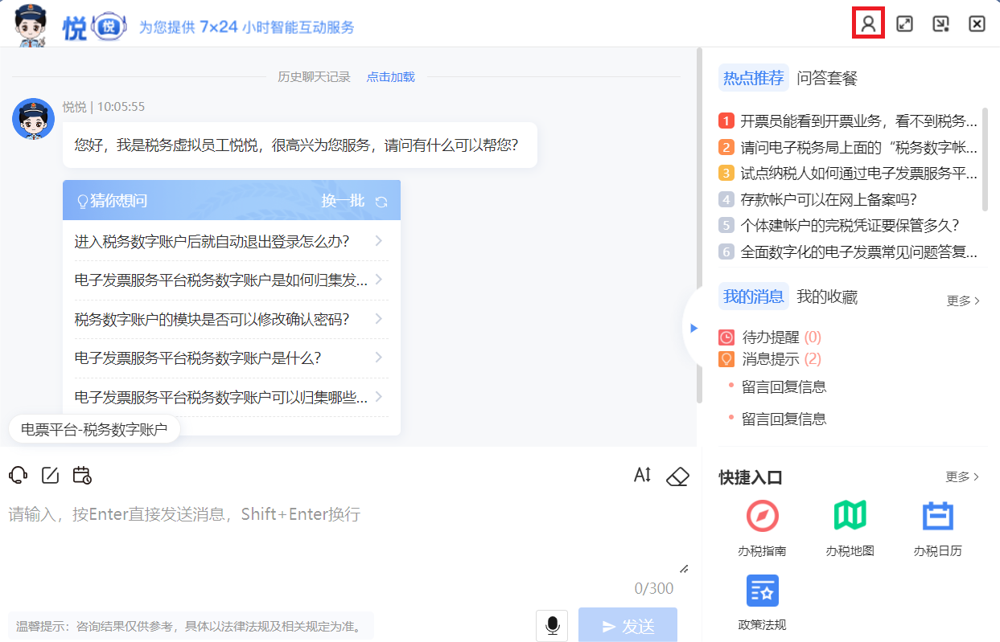 悦 悦 为您提供 7×24 小时智能互动服务
历史聊天记录 点击加载
悦悦 | 10:05:55
您好，我是税务虚拟员工悦悦，很高兴为您服务，请问有什么可以帮您？
猜你想问 换一批
进入税务数字账户后就自动退出登录怎么办？
电子发票服务平台税务数字账户是如何归集发...
税务数字账户的模块是否可以修改确认密码？
电子发票服务平台税务数字账户是什么？
电子发票服务平台税务数字账户可以归集哪些...
电票平台-税务数字账户
请输入，按Enter直接发送消息，Shift+Enter换行
0/300
温馨提示：咨询结果仅供参考，具体以法律法规及相关规定为准。
发送
热点推荐 问答套餐
1 开票员能看到开票业务，看不到税务...
2 请问电子税务局上面的“税务数字帐...
3 试点纳税人如何通过电子发票服务平...
4 存款帐户可以在网上备案吗？
5 个体建帐户的完税凭证要保管多久？
6 全面数字化的电子发票常见问题答复...
我的消息 我的收藏 更多
待办提醒 (0)
消息提示 (2)
留言回复信息
留言回复信息
快捷入口 更多
办税指南 办税地图 办税日历
政策法规